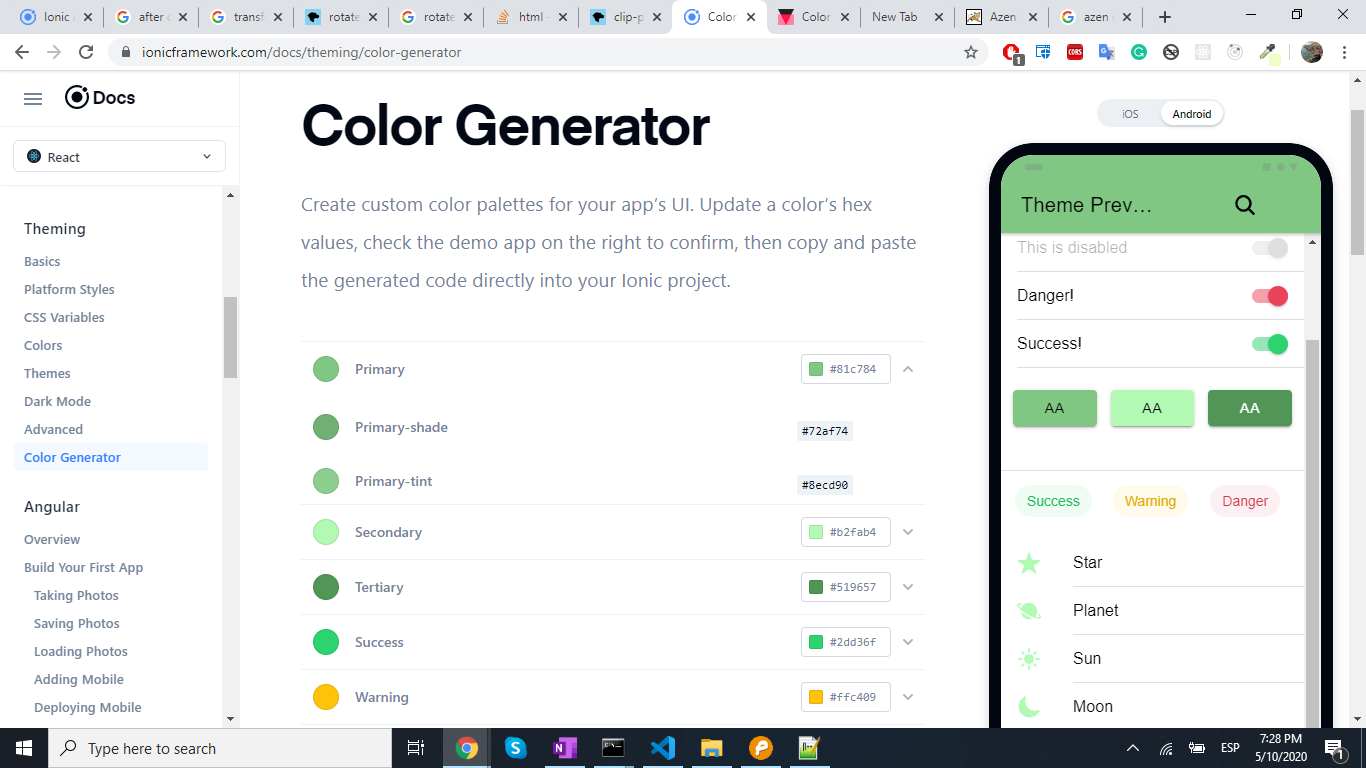 Ionic
after
transf
rotate
rotate
html -
clip-p
Color
Color
New Tab
Azen
azen
ionicframework.com/docs/theming/color-generator
1
CORS
Docs
React
Theming
Basics
Platform Styles
CSS Variables
Colors
Themes
Dark Mode
Advanced
Color Generator
Angular
Overview
Build Your First App
Taking Photos
Saving Photos
Loading Photos
Adding Mobile
Deploying Mobile
Color Generator
Create custom color palettes for your app's UI. Update a color's hex
values, check the demo app on the right to confirm, then copy and paste
the generated code directly into your Ionic project.
Primary #81c784
Primary-shade #72af74
Primary-tint #8ecd90
Secondary #b2fab4
Tertiary #519657
Success #2dd36f
Warning #ffc409
iOS Android
Theme Prev…
This is disabled
Danger!
Success!
AA AA AA
Success Warning Danger
Star
Planet
Sun
Moon
Type here to search
ESP
7:28 PM
5/10/2020
1